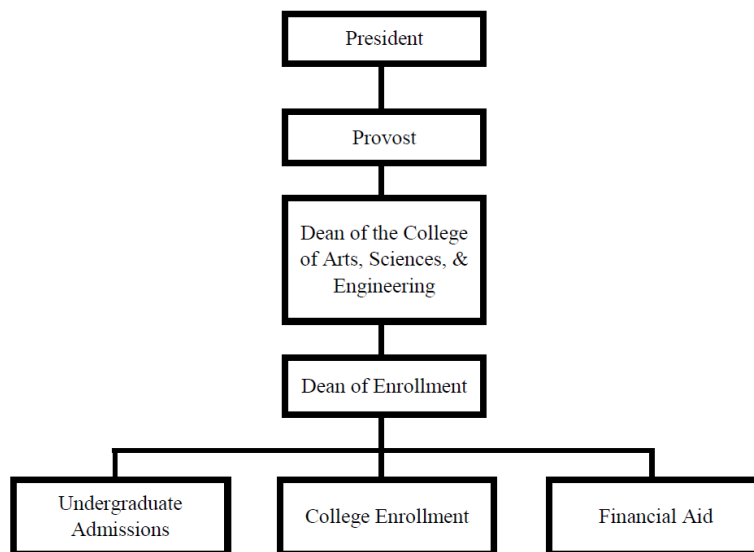 President
Provost
Dean of the College
of Arts, Sciences, &
Engineering
Dean of Enrollment
Undergraduate
Admissions
College Enrollment
Financial Aid